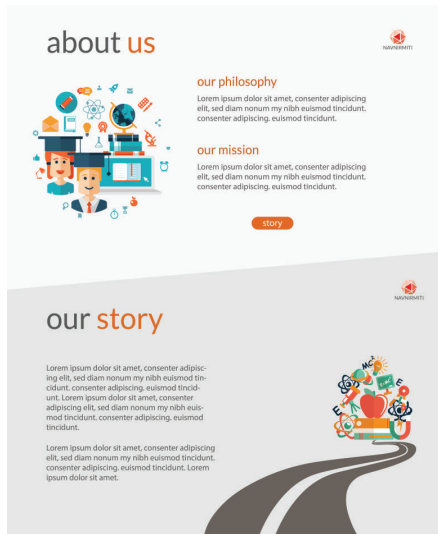 about us
NAVNIRMITI
our philosophy
Lorem ipsum dolor sit amet, consenter adipiscing
elit, sed diam nonum my nibh euismod tincidunt.
consenter adipiscing. euismod tincidunt.
our mission
Lorem ipsum dolor sit amet, consenter adipiscing
elit, sed diam nonum my nibh euismod tincidunt.
consenter adipiscing. euismod tincidunt.
story
NAVNIRMITI
our story
Lorem ipsum dolor sit amet, consenter adipisc-
ing elit, sed diam nonum my nibh euismod tin-
cidunt. consenter adipiscing. euismod tincid-
unt. Lorem ipsum dolor sit amet, consenter
adipiscing elit, sed diam nonum my nibh euis-
mod tincidunt. consenter adipiscing. euismod
tincidunt.
Lorem ipsum dolor sit amet, consenter adipiscing
elit, sed diam nonum my nibh euismod tincidunt.
consenter adipiscing. euismod tincidunt. Lorem
ipsum dolor sit amet.
MC²
E
E